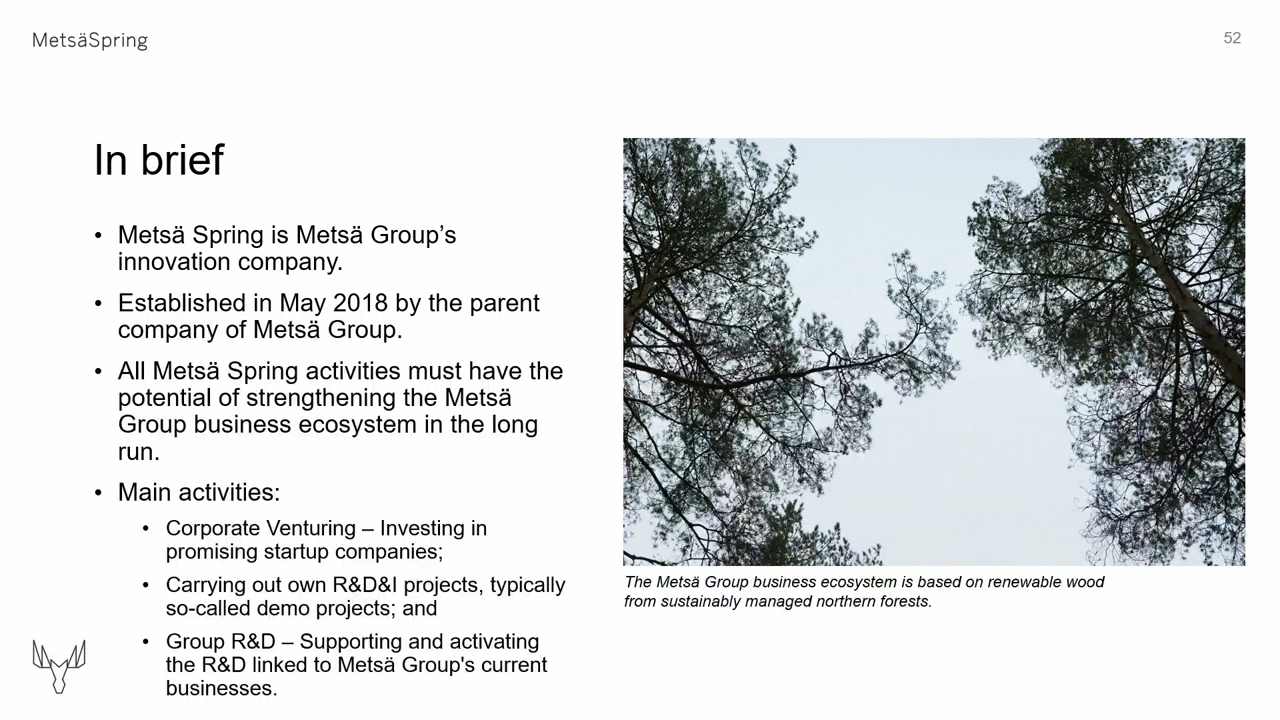 MetsäSpring
52
In brief
• Metsä Spring is Metsä Group’s
innovation company.
• Established in May 2018 by the parent
company of Metsä Group.
• All Metsä Spring activities must have the
potential of strengthening the Metsä
Group business ecosystem in the long
run.
• Main activities:
• Corporate Venturing – Investing in
promising startup companies;
• Carrying out own R&D&I projects, typically
so-called demo projects; and
• Group R&D – Supporting and activating
the R&D linked to Metsä Group's current
businesses.
The Metsä Group business ecosystem is based on renewable wood
from sustainably managed northern forests.